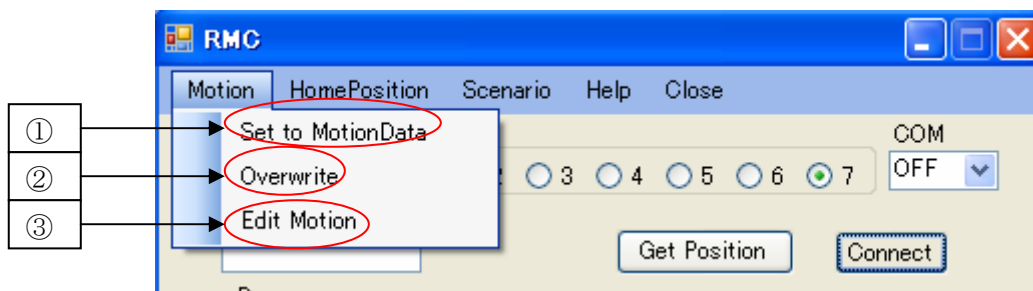 RMC
Motion HomePosition Scenario Help Close
① Set to MotionData COM
② Overwrite 3 4 5 6 7 OFF
③ Edit Motion
Get Position Connect